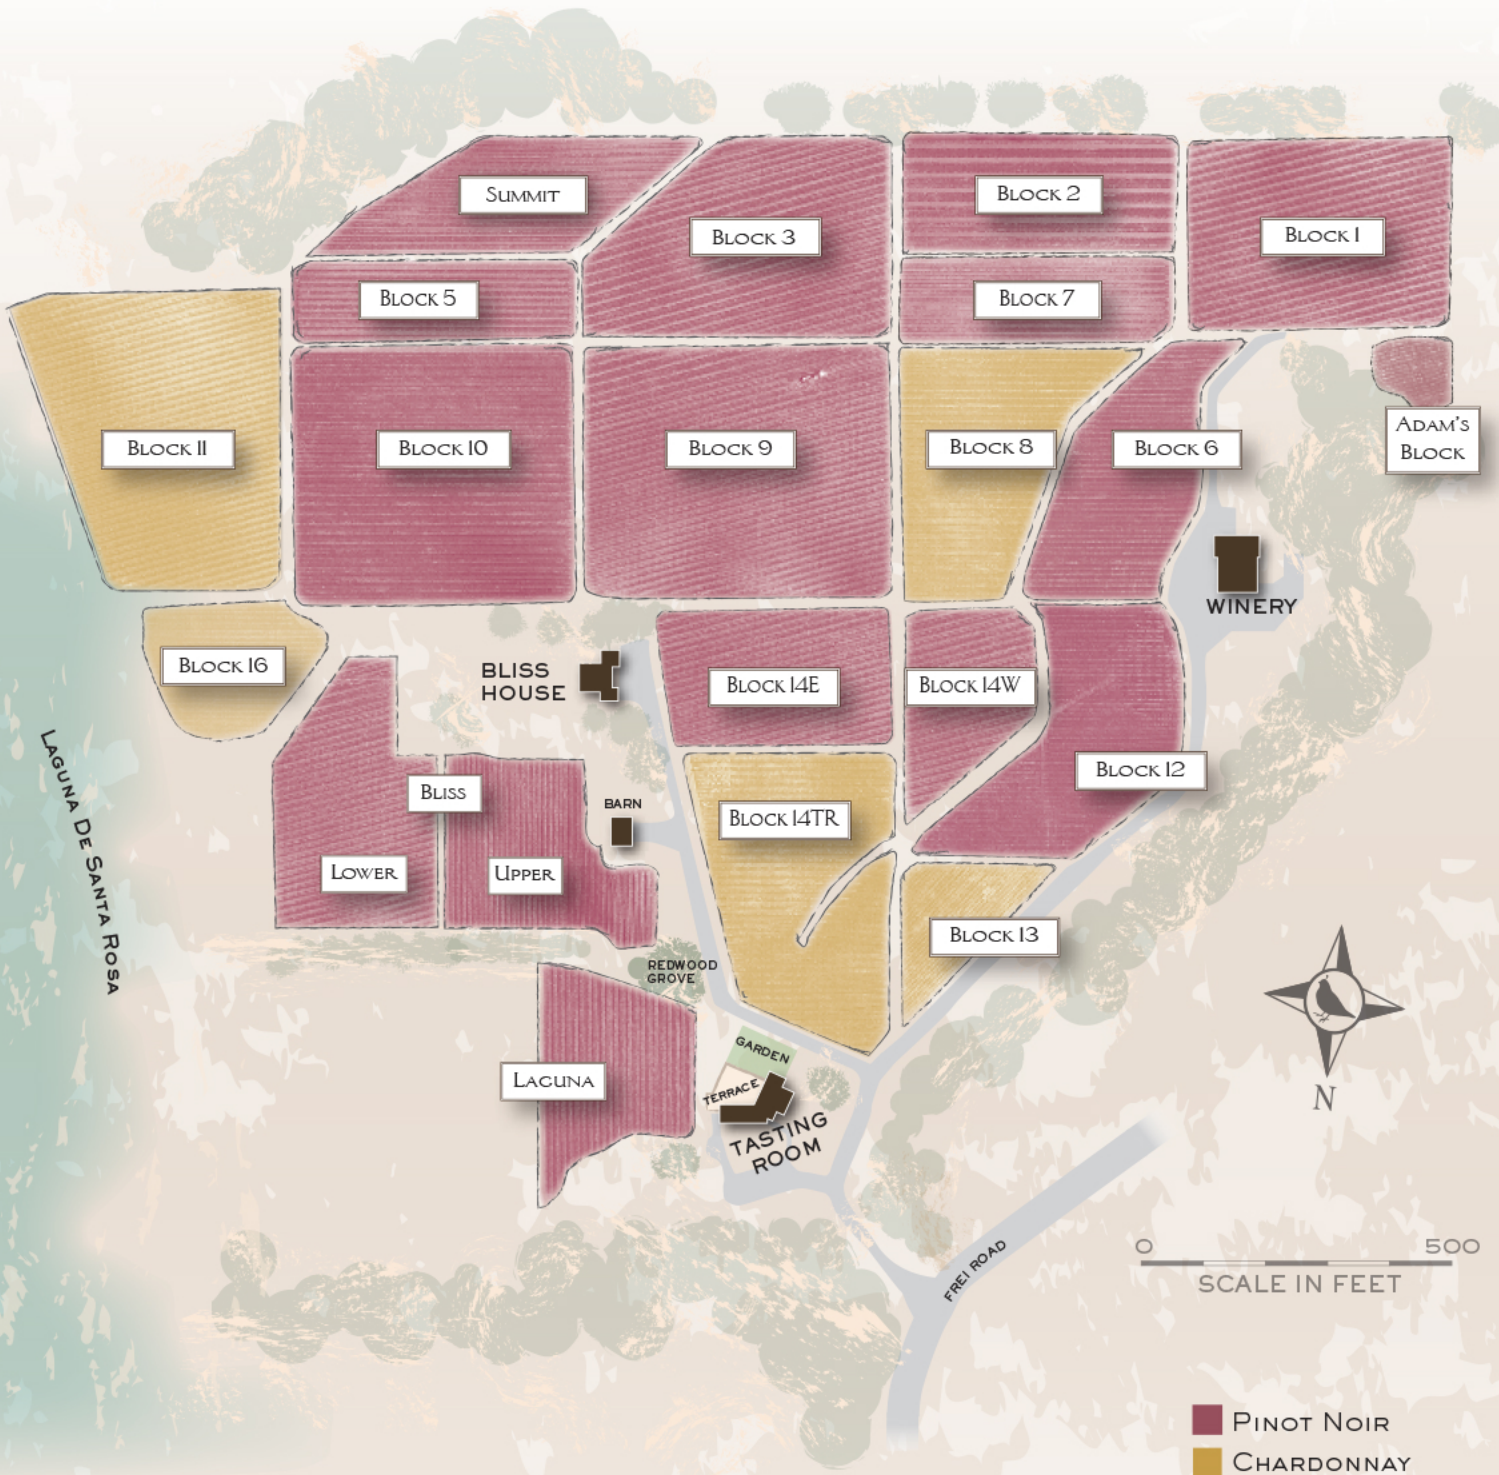 Summit
Block 2
Block 3
Block 1
Block 5
Block 7
Adam's
Block
Block 11
Block 10
Block 9
Block 8
Block 6
Winery
Block 16
Bliss
House
Block 14E
Block 14W
Block 12
Laguna De Santa Rosa
Bliss
Barn
Block 14TR
Lower
Upper
Block 13
Redwood
Grove
Garden
Terrace
Laguna
Tasting
Room
N
Frei Road
0 500
Scale in Feet
Pinot Noir
Chardonnay